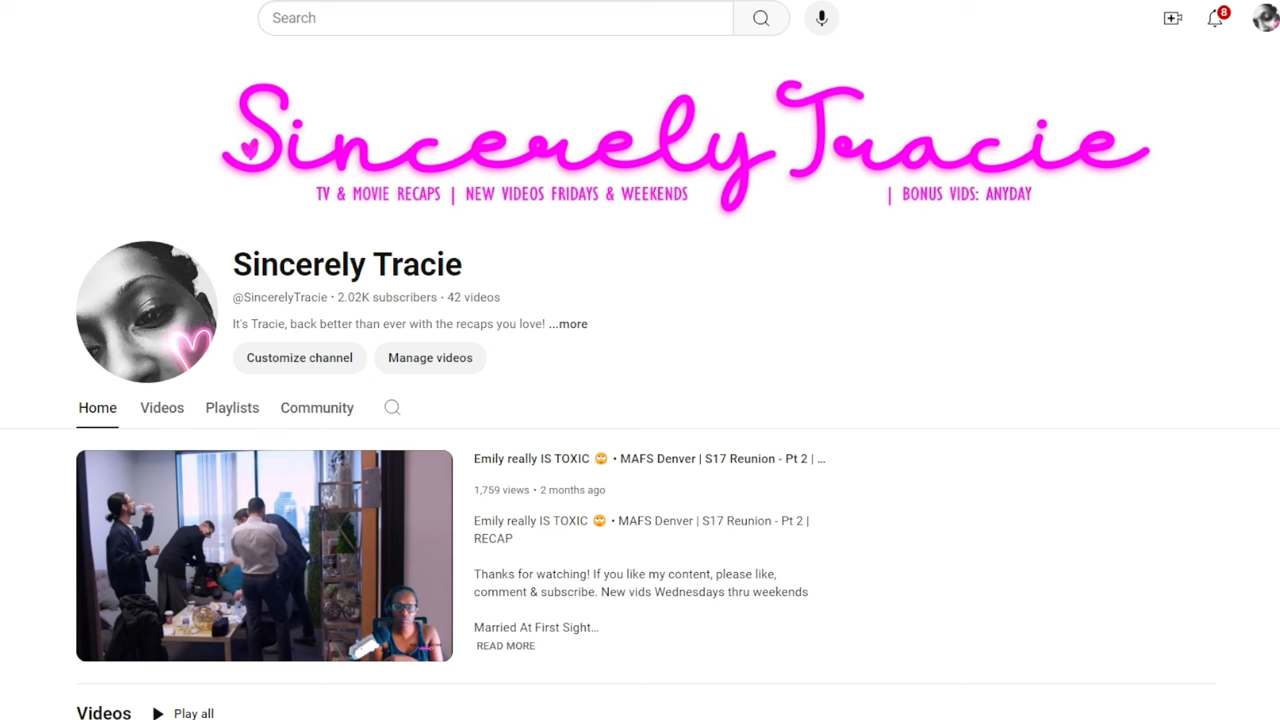 Search
8
Sincerely Tracie
TV & MOVIE RECAPS | NEW VIDEOS FRIDAYS & WEEKENDS | BONUS VIDS: ANYDAY
Sincerely Tracie
@SincerelyTracie • 2.02K subscribers • 42 videos
It's Tracie, back better than ever with the recaps you love! ...more
Customize channel Manage videos
Home Videos Playlists Community
Emily really IS TOXIC 🙄 • MAFS Denver | S17 Reunion - Pt 2 | ...
1,759 views • 2 months ago
Emily really IS TOXIC 🙄 • MAFS Denver | S17 Reunion - Pt 2 |
RECAP
Thanks for watching! If you like my content, please like,
comment & subscribe. New vids Wednesdays thru weekends
Married At First Sight...
READ MORE
Videos Play all